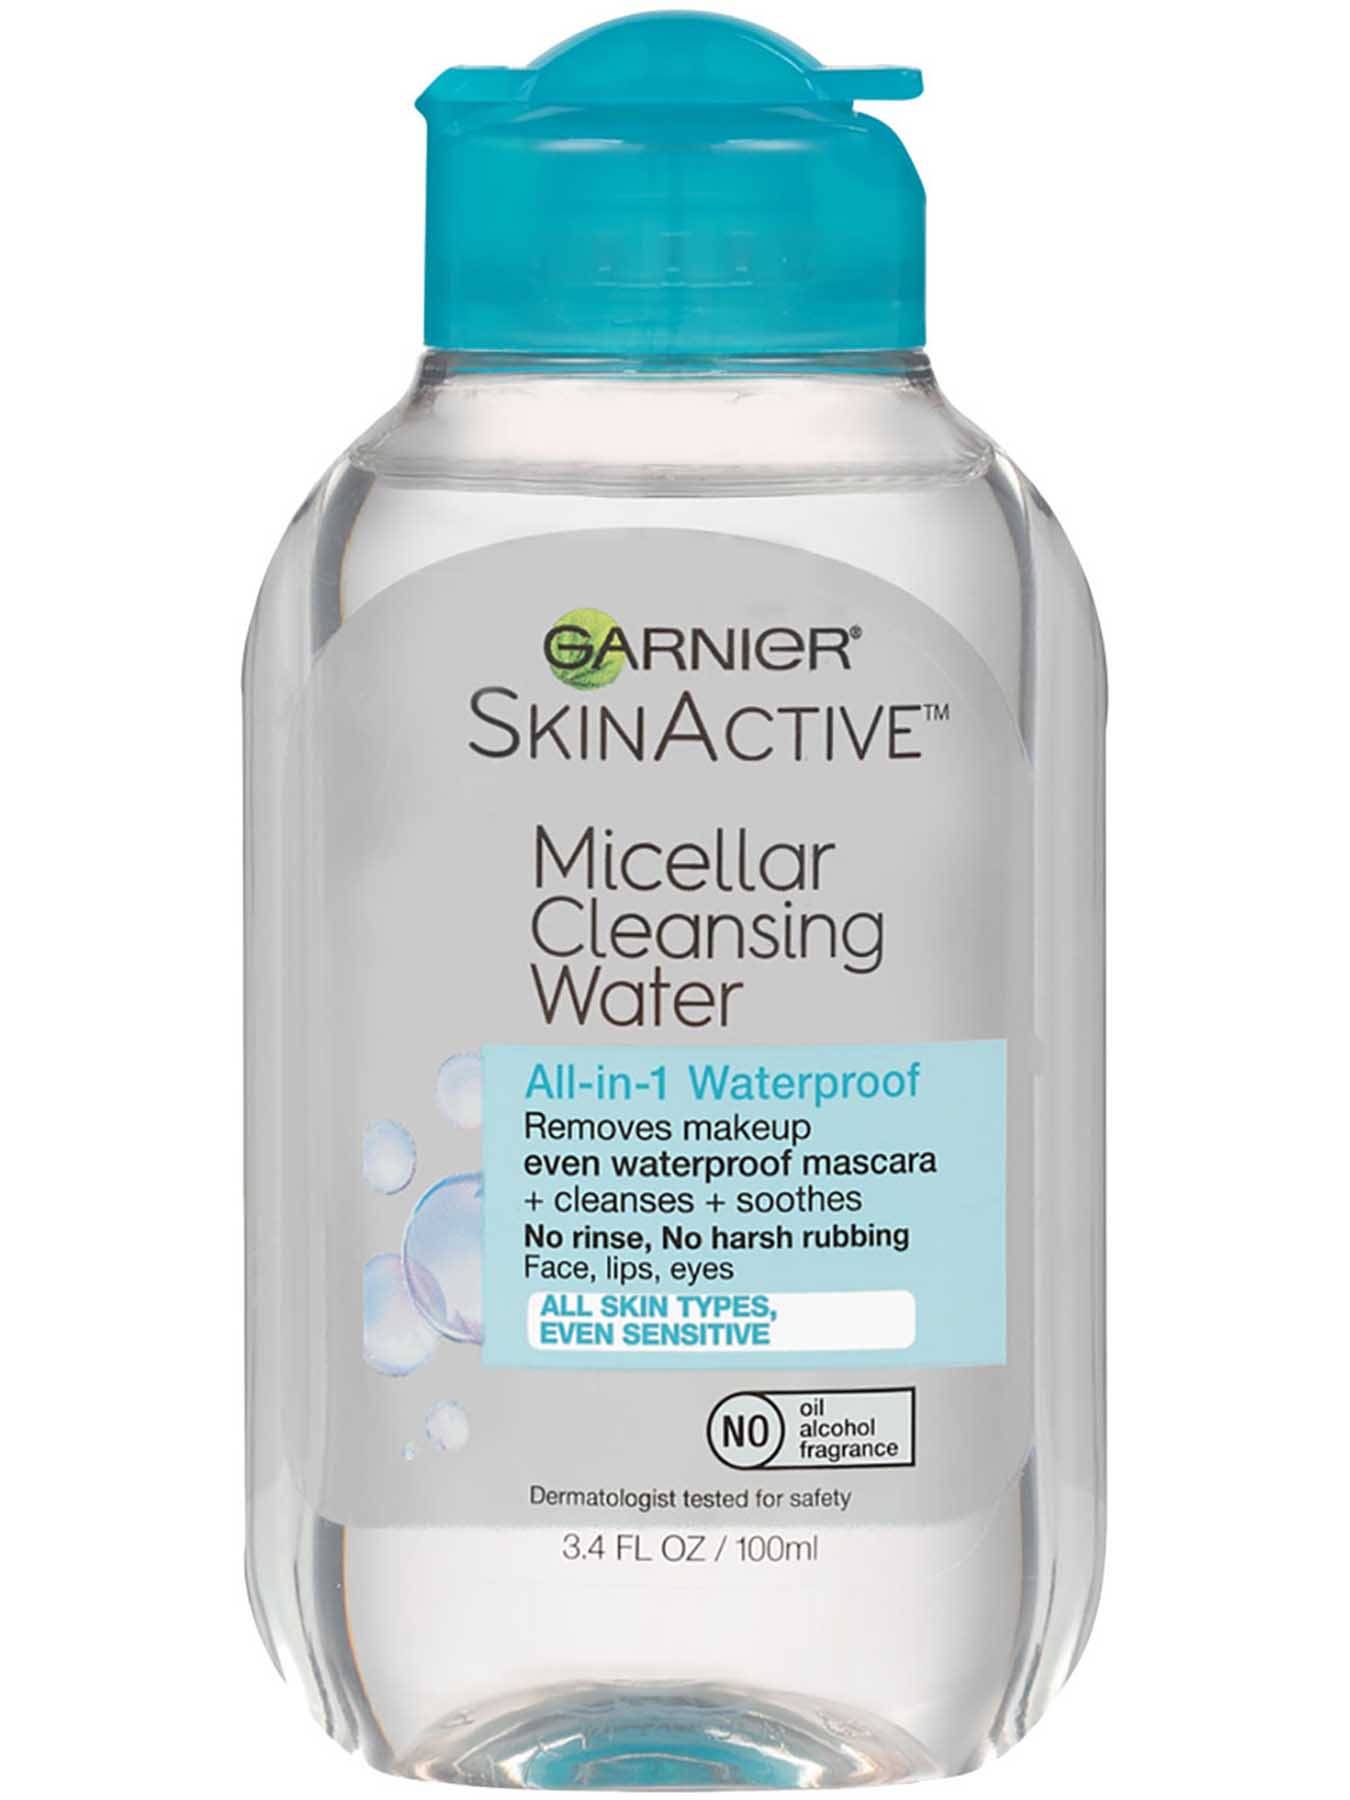 GARNIER®
SKINACTIVE™
Micellar
Cleansing
Water
All-in-1 Waterproof
Removes makeup
even waterproof mascara
+ cleanses + soothes
No rinse, No harsh rubbing
Face, lips, eyes
ALL SKIN TYPES,
EVEN SENSITIVE
NO
oil
alcohol
fragrance
Dermatologist tested for safety
3.4 FL OZ / 100ml